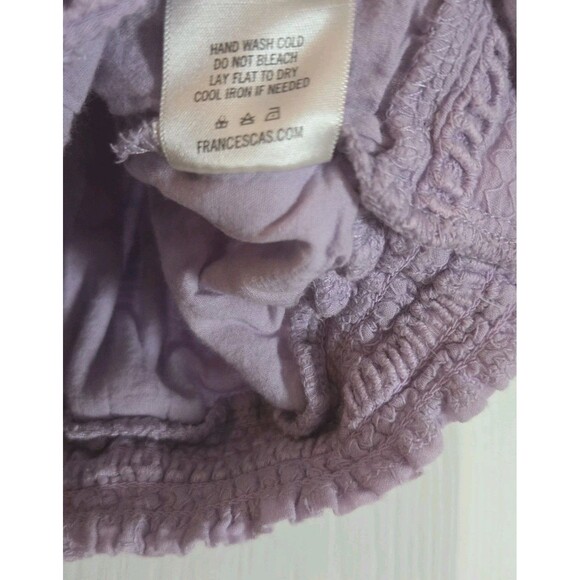 HAND WASH COLD
DO NOT BLEACH
LAY FLAT TO DRY
COOL IRON IF NEEDED
FRANCESCAS.COM